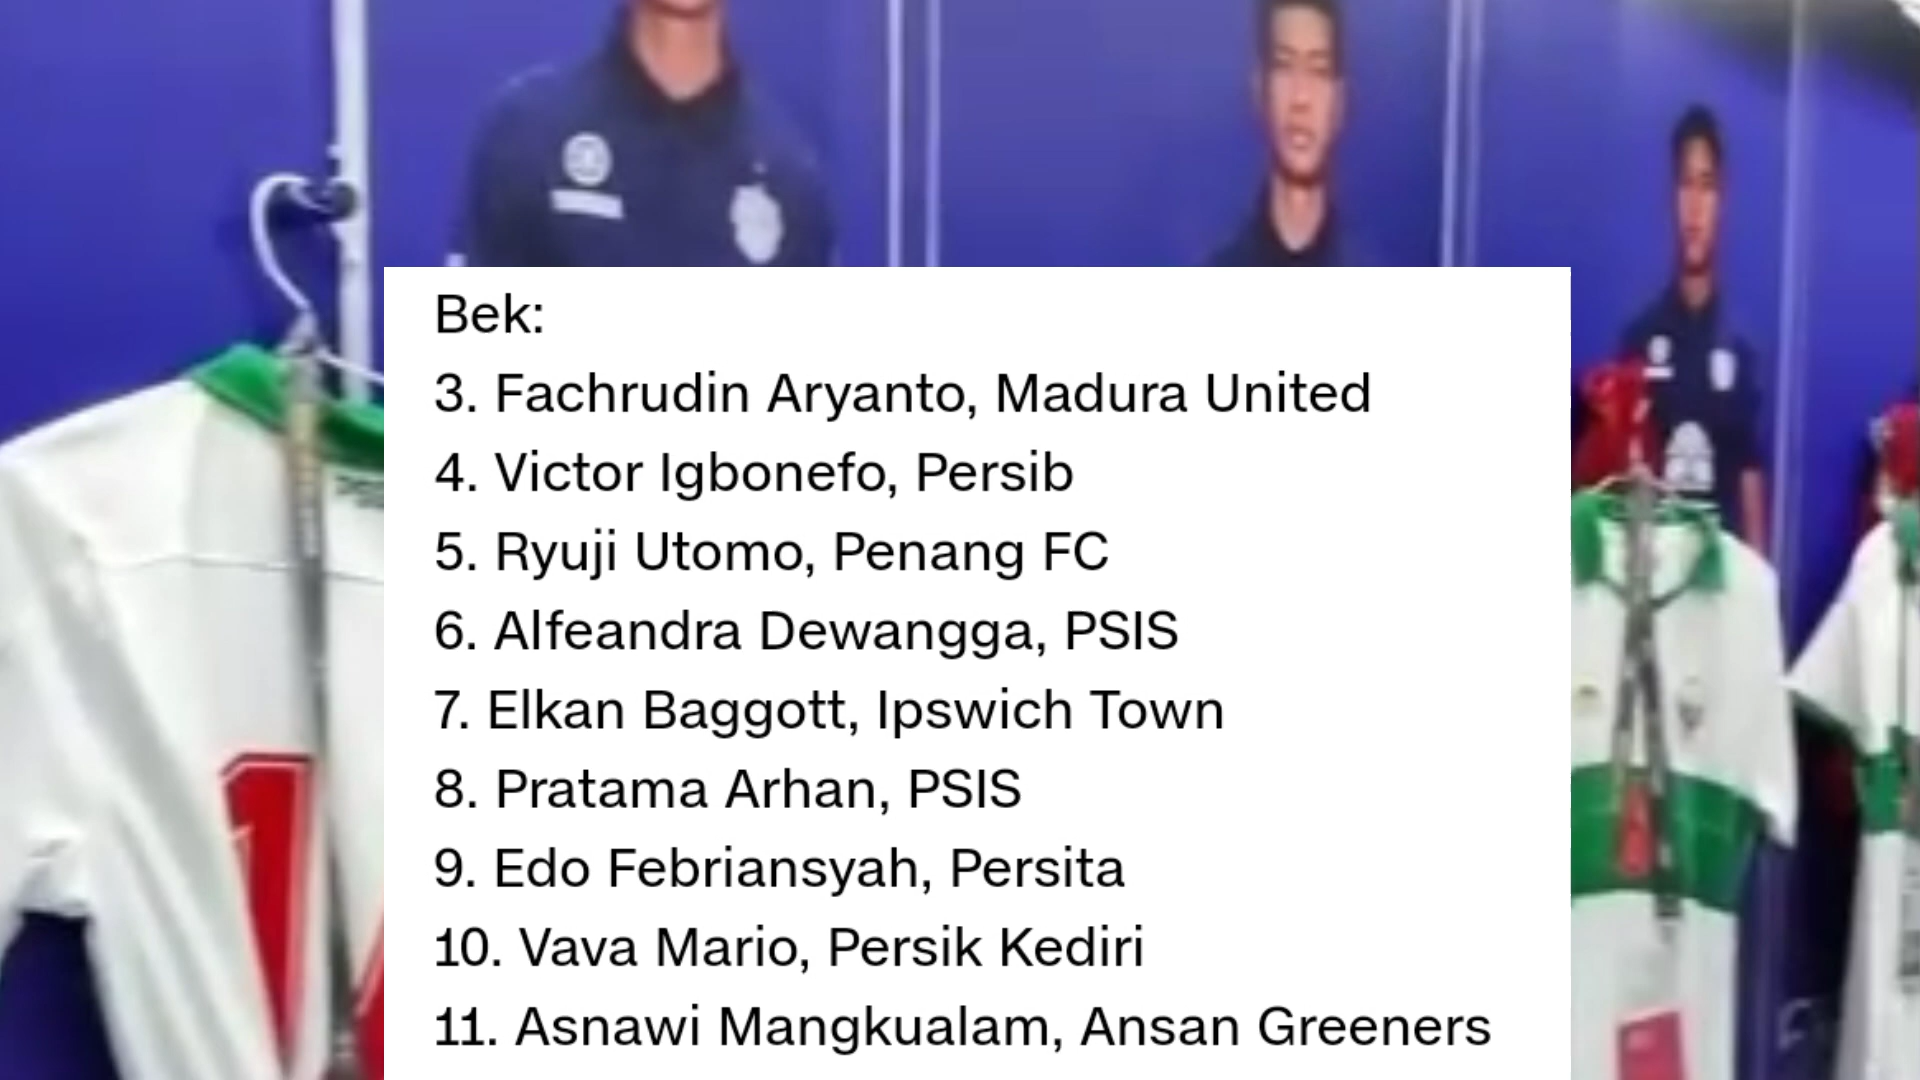 Bek:
3. Fachrudin Aryanto, Madura United
4. Victor Igbonefo, Persib
5. Ryuji Utomo, Penang FC
6. Alfeandra Dewangga, PSIS
7. Elkan Baggott, Ipswich Town
8. Pratama Arhan, PSIS
9. Edo Febriansyah, Persita
10. Vava Mario, Persik Kediri
11. Asnawi Mangkualam, Ansan Greeners